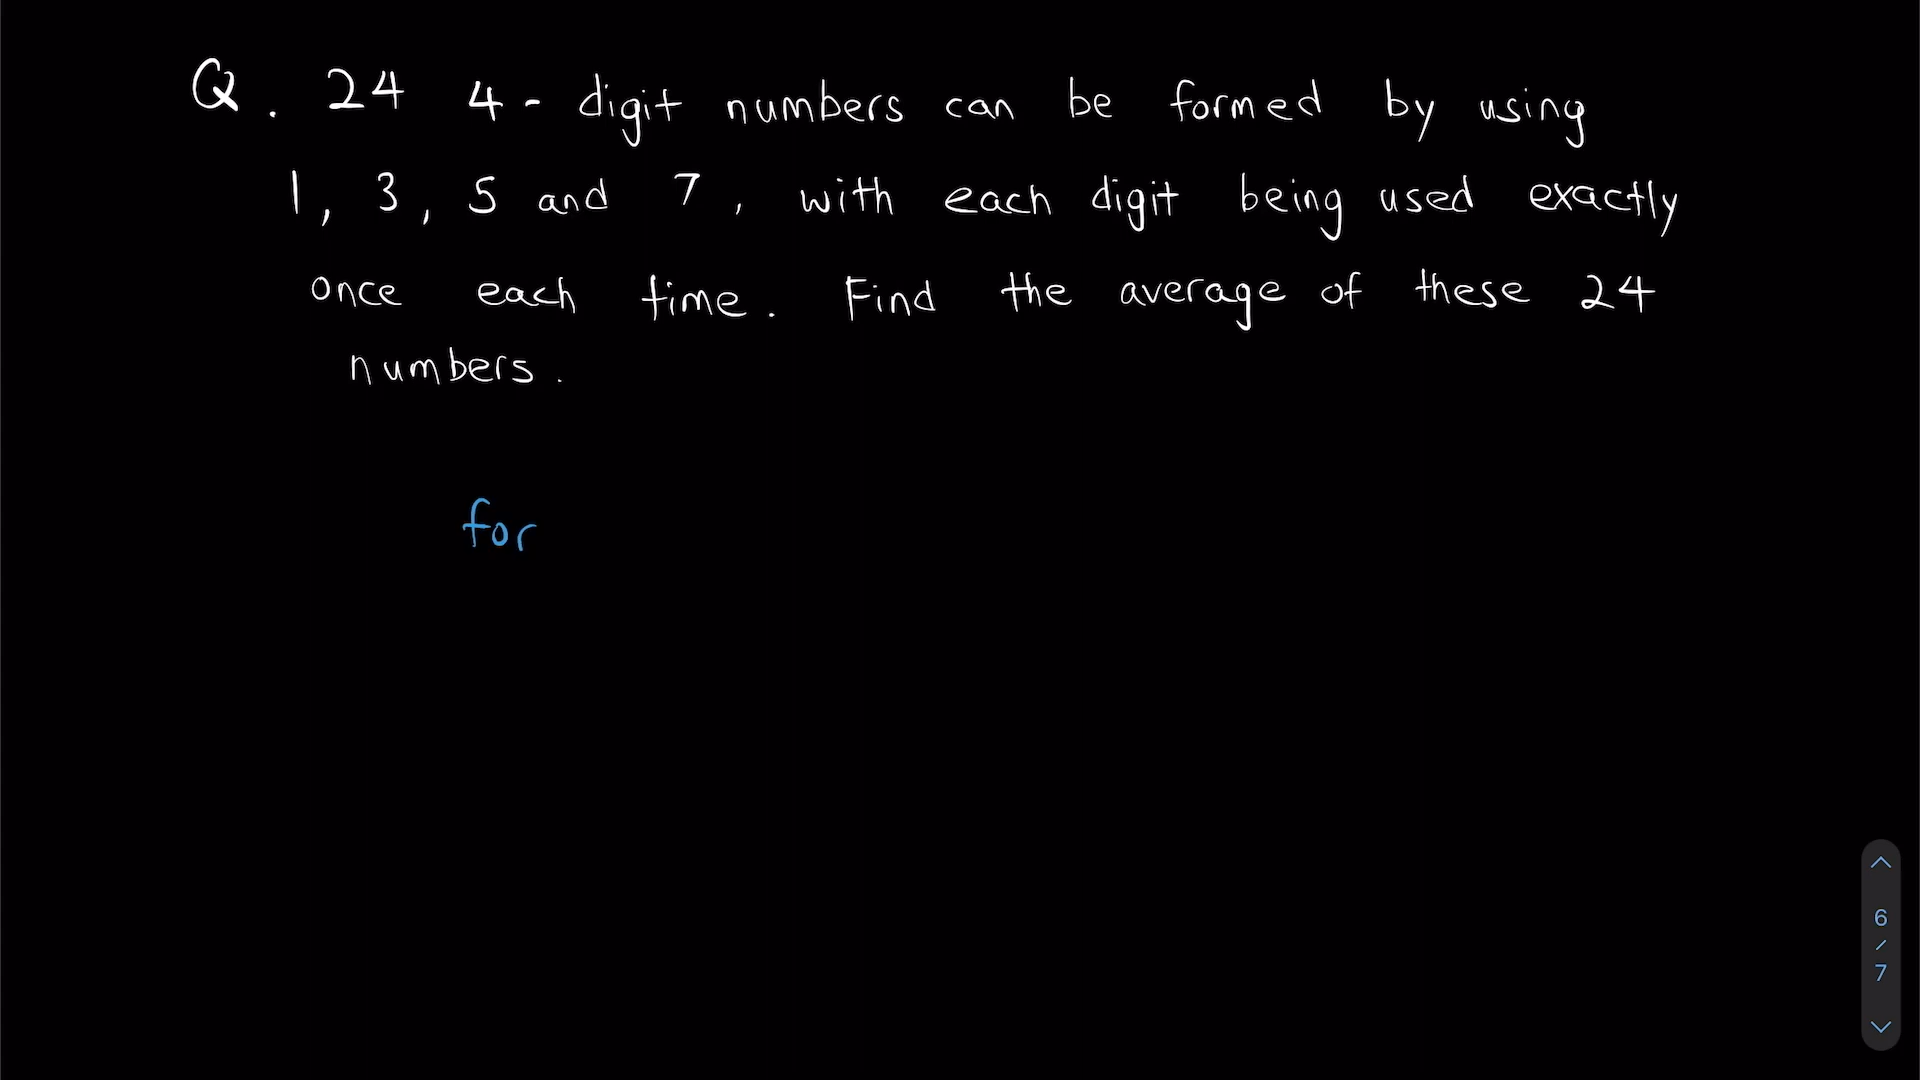 Q. 24 4-digit numbers can be formed by using
1, 3, 5 and 7, with each digit being used exactly
once each time. Find the average of these 24
numbers.
for
6
/
7